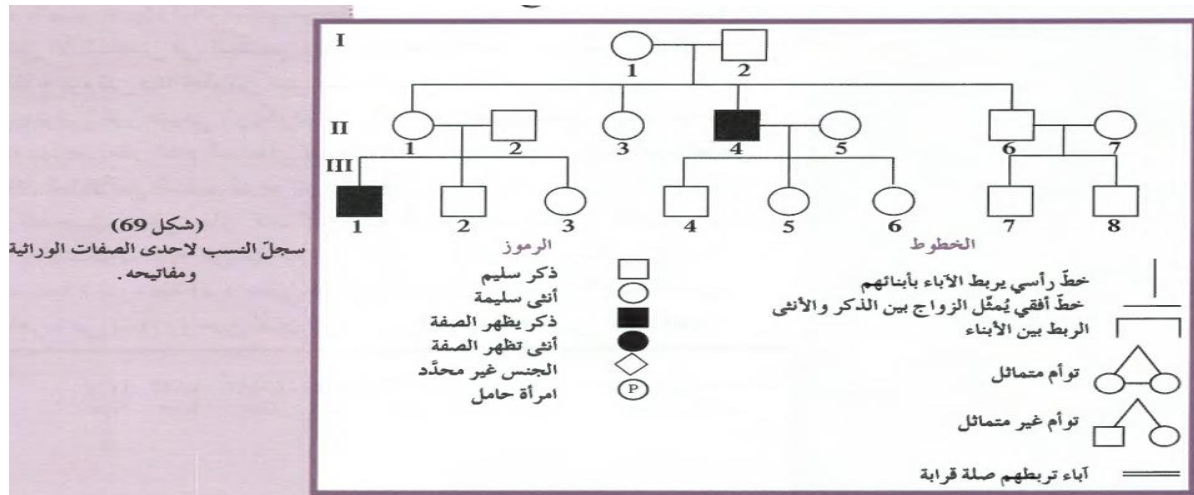 I
1 2
II
1 2 3 4 5 6 7
III
1 2 3 4 5 6 7 8
(شكل 69)
سجلّ النسب لاحدى الصفات الوراثية
ومفاتيحه.
الرموز
ذكر سليم
أنثى سليمة
ذكر يظهر الصفة
أنثى تظهر الصفة
الجنس غير محدَّد
امرأة حامل
P
الخطوط
خطّ رأسي يربط الآباء بأبنائهم
خطّ أفقي يُمثّل الزواج بين الذكر والأنثى
الربط بين الأبناء
توأم متماثل
توأم غير متماثل
آباء تربطهم صلة قرابة